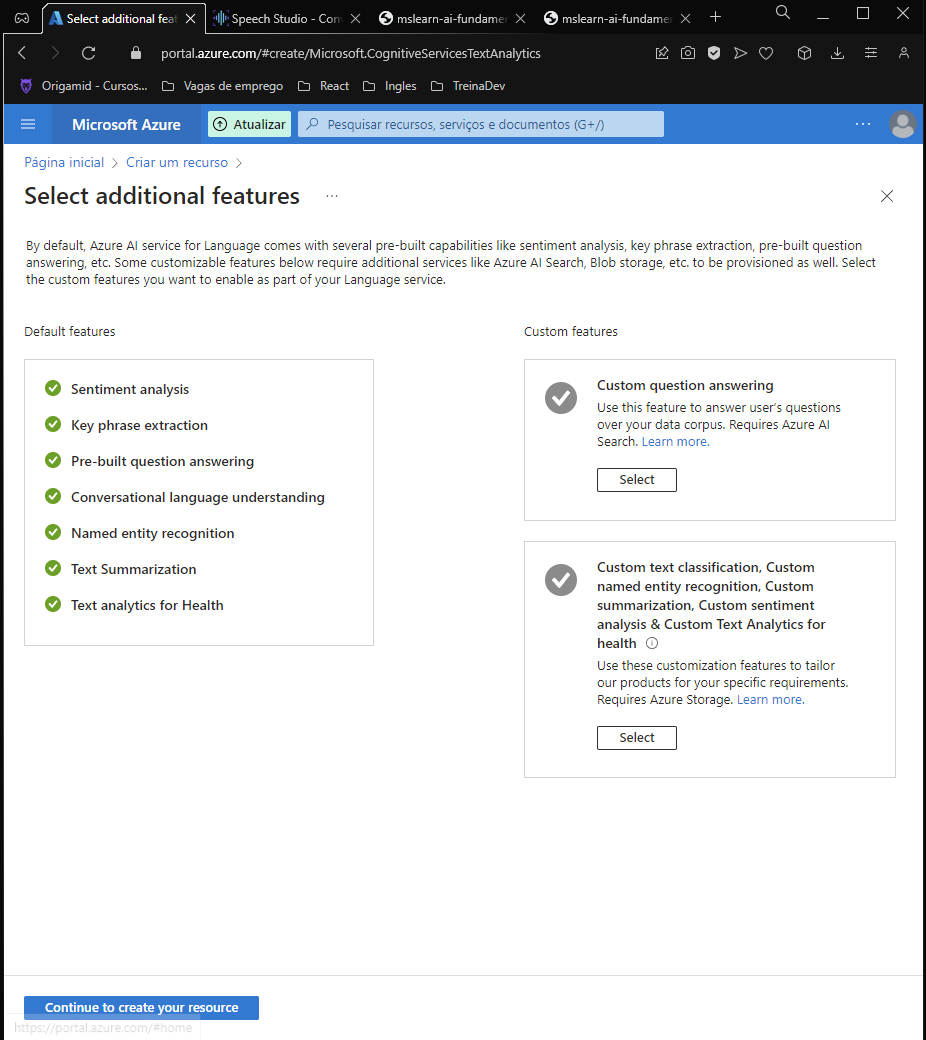 Select additional feat
Speech Studio - Con
mslearn-ai-fundamen
mslearn-ai-fundamen
portal.azure.com/#create/Microsoft.CognitiveServicesTextAnalytics
Origamid - Cursos...
Vagas de emprego
React
Ingles
TreinaDev
Microsoft Azure
Atualizar
Pesquisar recursos, serviços e documentos (G+/)
Página inicial > Criar um recurso >
Select additional features
...
By default, Azure AI service for Language comes with several pre-built capabilities like sentiment analysis, key phrase extraction, pre-built question
answering, etc. Some customizable features below require additional services like Azure AI Search, Blob storage, etc. to be provisioned as well. Select
the custom features you want to enable as part of your Language service.
Default features
Sentiment analysis
Key phrase extraction
Pre-built question answering
Conversational language understanding
Named entity recognition
Text Summarization
Text analytics for Health
Custom features
Custom question answering
Use this feature to answer user's questions
over your data corpus. Requires Azure AI
Search. Learn more.
Select
Custom text classification, Custom
named entity recognition, Custom
summarization, Custom sentiment
analysis & Custom Text Analytics for
health
Use these customization features to tailor
our products for your specific requirements.
Requires Azure Storage. Learn more.
Select
Continue to create your resource
https://portal.azure.com/#home